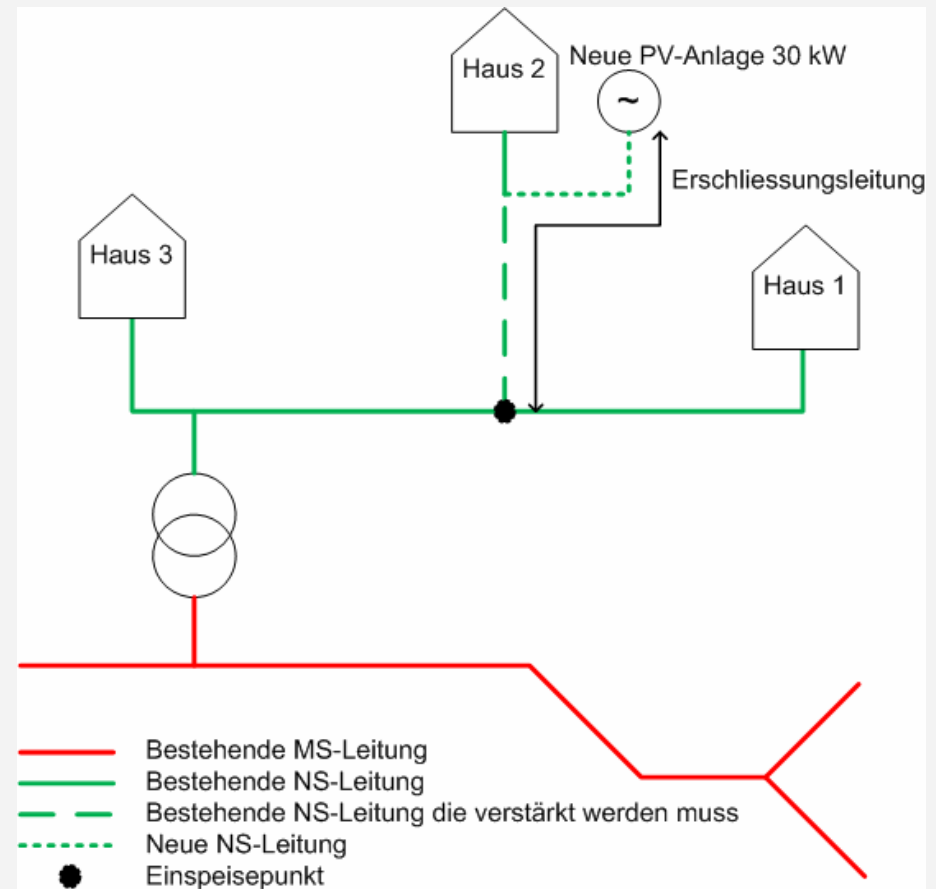 Haus 2
Neue PV-Anlage 30 kW
~
Erschliessungsleitung
Haus 3
Haus 1
Bestehende MS-Leitung
Bestehende NS-Leitung
Bestehende NS-Leitung die verstärkt werden muss
Neue NS-Leitung
Einspeisepunkt